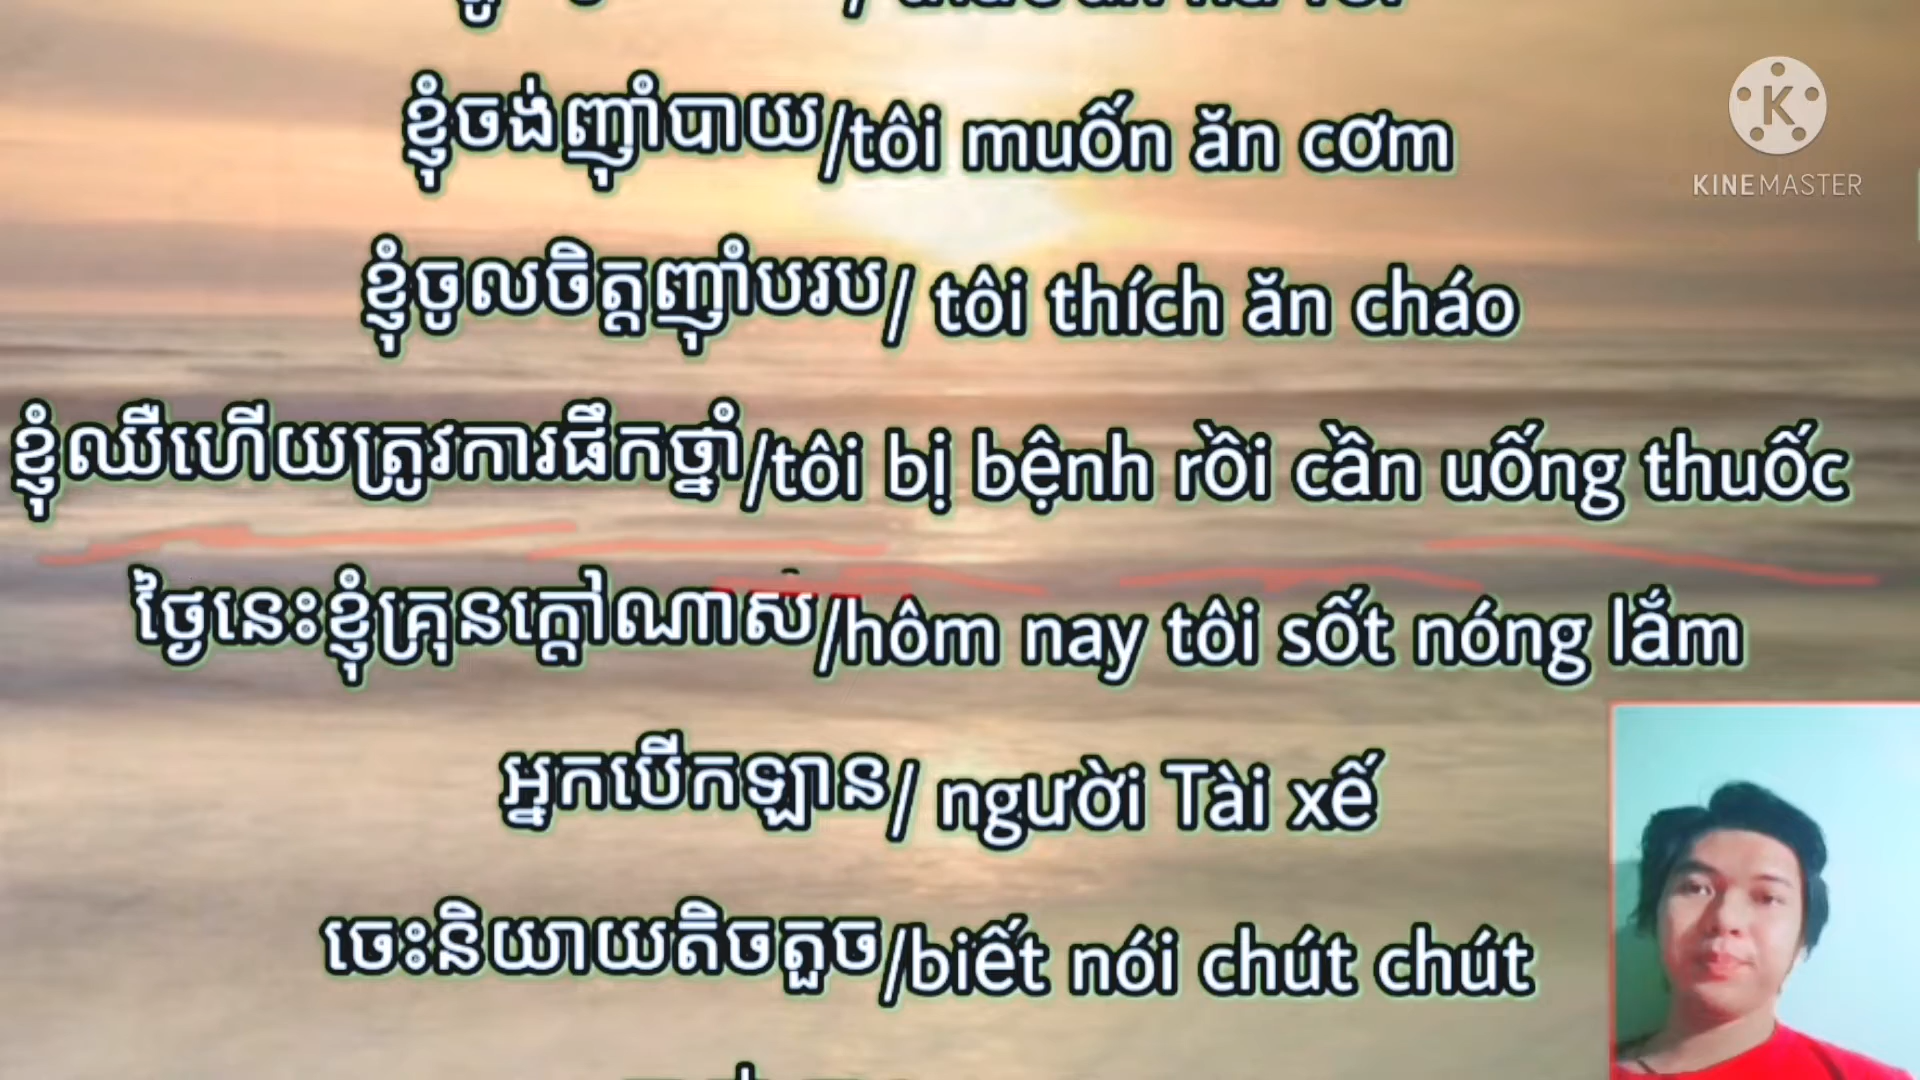 ខ្ញុំចង់ញ៉ាំបាយ/tôi muốn ăn cơm
KINEMASTER
ខ្ញុំចូលចិត្តញ៉ាំបរប/ tôi thích ăn cháo
ខ្ញុំឈឺហើយត្រូវការផឹកថ្នាំ/tôi bị bệnh rồi cần uống thuốc
ថ្ងៃនេះខ្ញុំគ្រុនក្ដៅណាស់/hôm nay tôi sốt nóng lắm
អ្នកបើកឡាន/ người Tài xế
ចេះនិយាយតិចតួច/biết nói chút chút